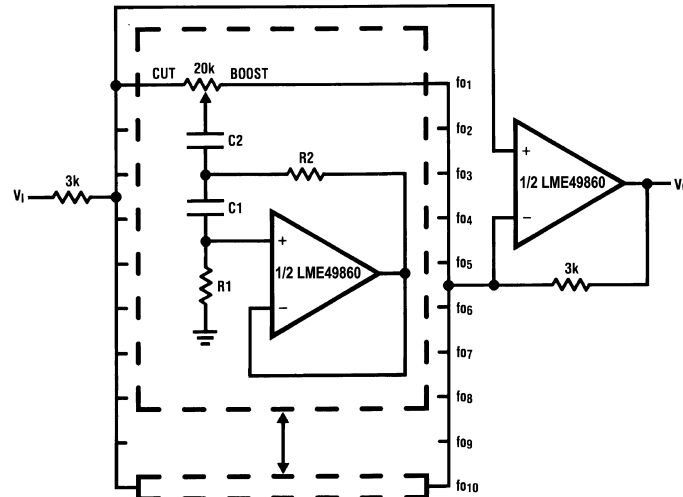 CUT 20k BOOST
fo1
fo2
C2
R2
fo3
3k
VI
C1
fo4
+
1/2 LME49860
−
V
+
1/2 LME49860
−
R1
fo5
3k
fo6
fo7
fo8
fo9
fo10